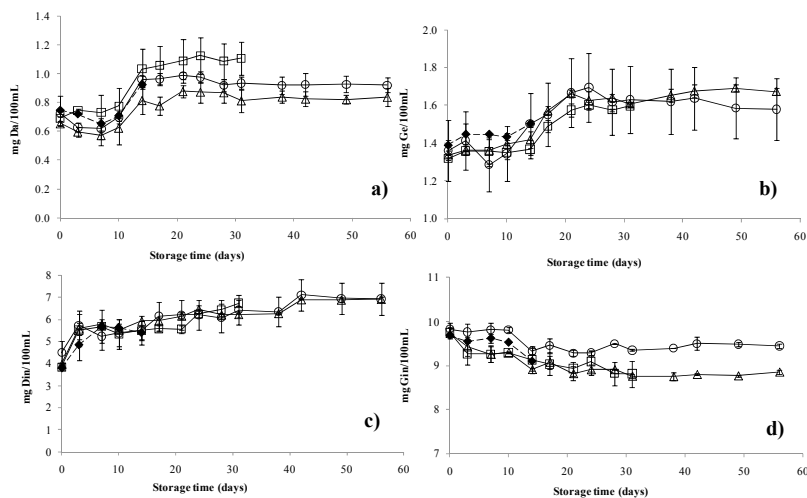 mg Da/100mL
1.4
1.2
1.0
0.8
0.6
0.4
0.2
0.0
0 10 20 30 40 50 60
Storage time (days)
a)
mg Ge/100mL
2.0
1.8
1.6
1.4
1.2
1.0
0 10 20 30 40 50 60
Storage time (days)
b)
mg Din/100mL
8
7
6
5
4
3
2
1
0
0 10 20 30 40 50 60
Storage time (days)
c)
mg Gin/100mL
11
10
9
8
7
0 10 20 30 40 50 60
Storage time (days)
d)